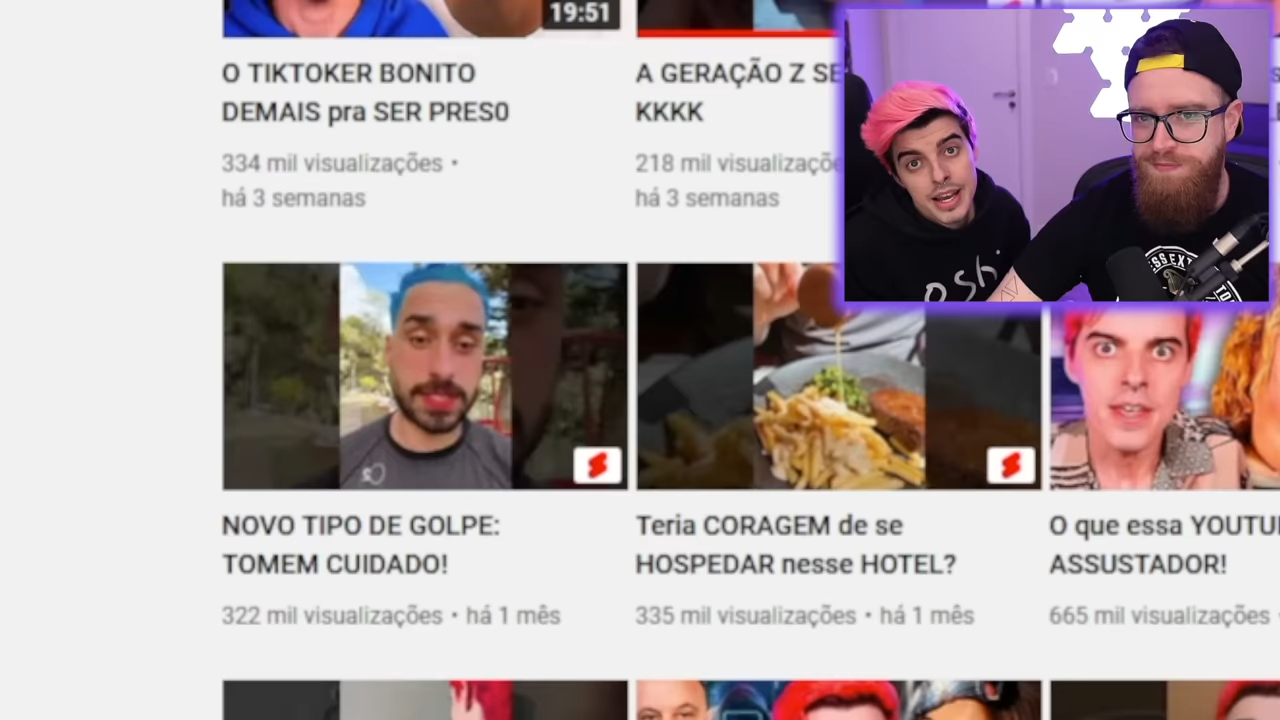 19:51
O TIKTOKER BONITO
DEMAIS pra SER PRES0
334 mil visualizações •
há 3 semanas
A GERAÇÃO Z SE
KKKK
218 mil visualizaçõe
há 3 semanas
NOVO TIPO DE GOLPE:
TOMEM CUIDADO!
322 mil visualizações • há 1 mês
Teria CORAGEM de se
HOSPEDAR nesse HOTEL?
335 mil visualizações • há 1 mês
O que essa YOUTU
ASSUSTADOR!
665 mil visualizações
osh